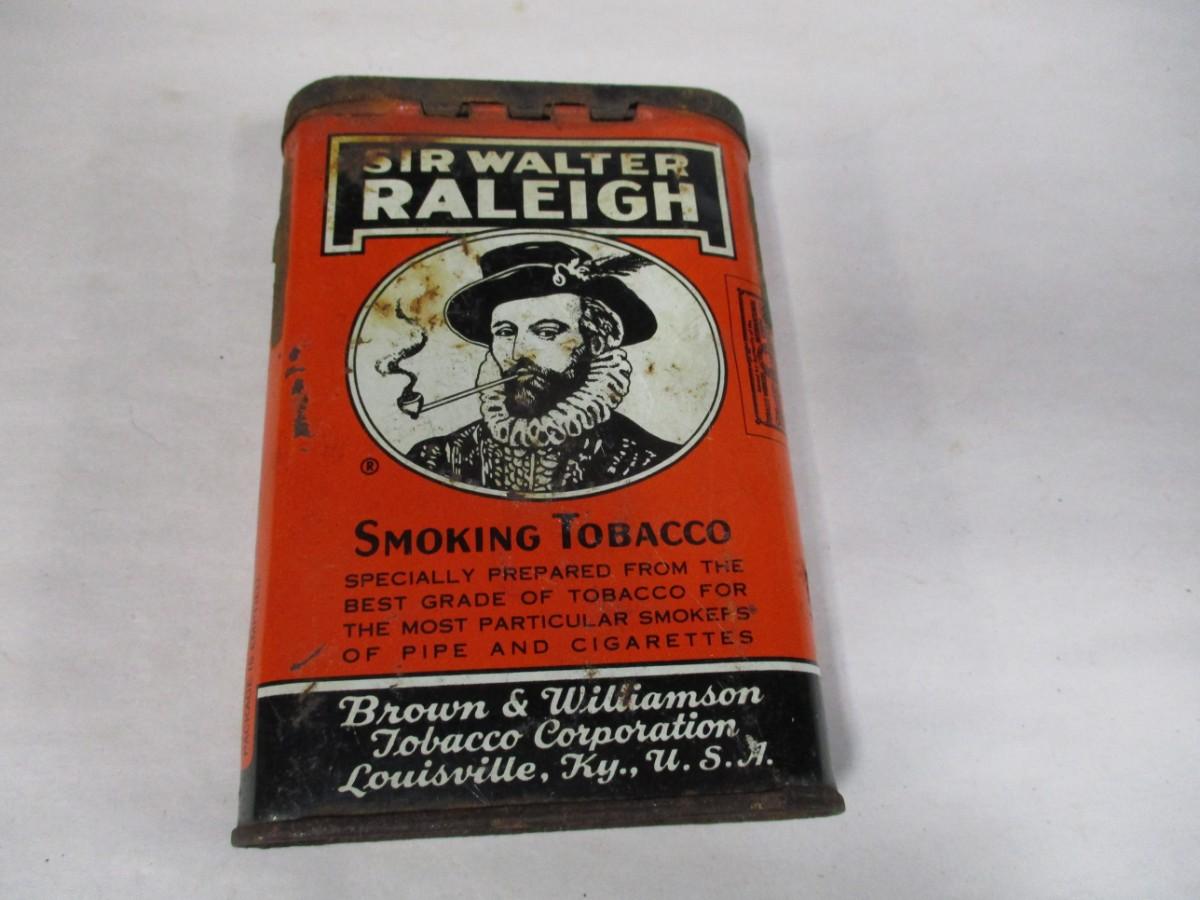 SIR WALTER
RALEIGH
®
SMOKING TOBACCO
SPECIALLY PREPARED FROM THE
BEST GRADE OF TOBACCO FOR
THE MOST PARTICULAR SMOKERS
OF PIPE AND CIGARETTES
Brown & Williamson
Tobacco Corporation
Louisville, Ky., U. S. A.